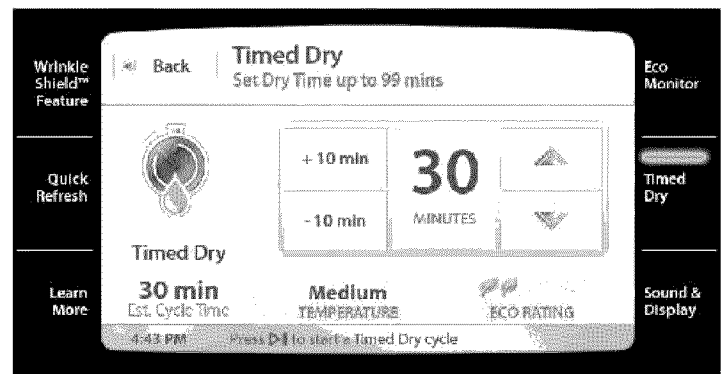 Wrinkle
Shield™
Feature
Quick
Refresh
Learn
More
Back
Timed Dry
Set Dry Time up to 99 mins
+ 10 min
- 10 min
30
MINUTES
Timed Dry
30 min
Est. Cycle Time
Medium
TEMPERATURE
ECO RATING
4:43 PM
Press to start a Timed Dry cycle
Eco
Monitor
Timed
Dry
Sound &
Display